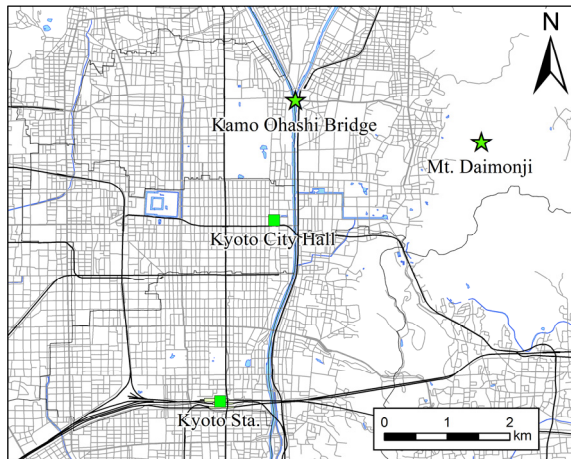 N
Kamo Ohashi Bridge
Mt. Daimonji
Kyoto City Hall
Kyoto Sta.
0 1 2
km